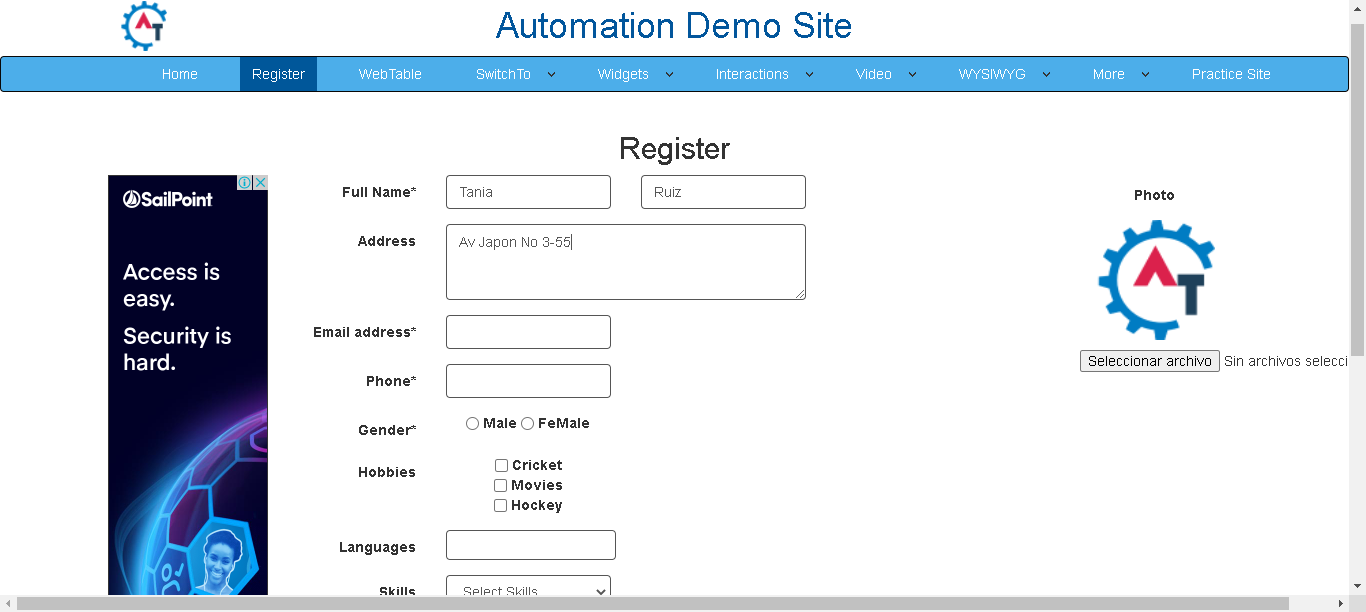 AT
Automation Demo Site
Home Register WebTable SwitchTo Widgets Interactions Video WYSIWYG More Practice Site
Register
SailPoint
Access is
easy.
Security is
hard.
Full Name* Tania Ruiz
Address Av Japon No 3-55
Email address*
Phone*
Gender* Male FeMale
Hobbies Cricket
Movies
Hockey
Languages
Skills Select Skills
Photo
AT
Seleccionar archivo Sin archivos selecci